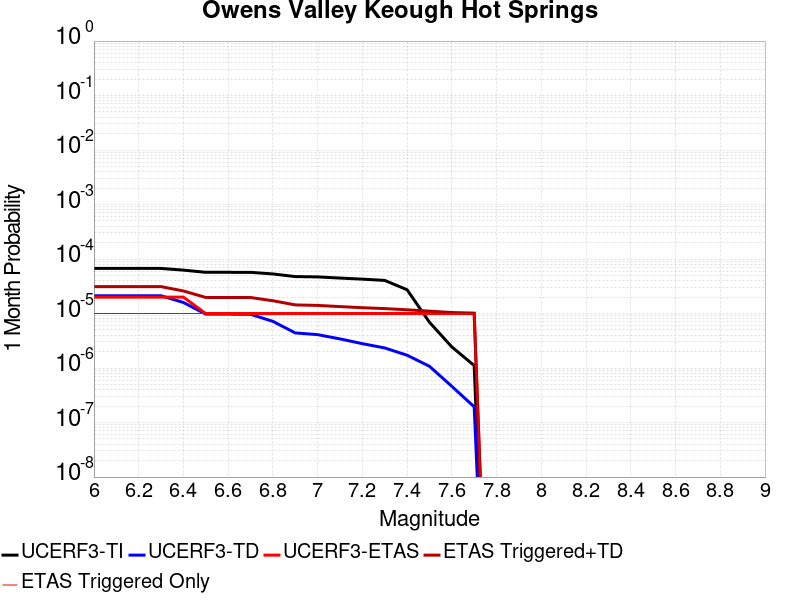 Owens Valley Keough Hot Springs
1 Month Probability
10^0
10^-1
10^-2
10^-3
10^-4
10^-5
10^-6
10^-7
10^-8
6 6.2 6.4 6.6 6.8 7 7.2 7.4 7.6 7.8 8 8.2 8.4 8.6 8.8 9
Magnitude
UCERF3-TI UCERF3-TD UCERF3-ETAS ETAS Triggered+TD
ETAS Triggered Only